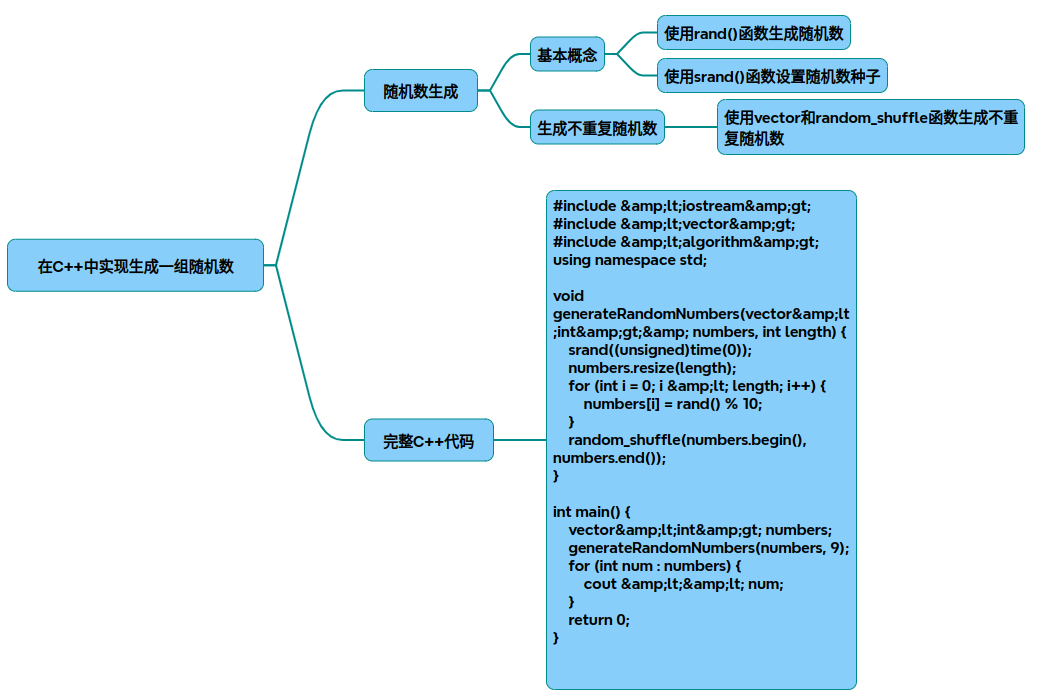 使用rand()函数生成随机数
基本概念
使用srand()函数设置随机数种子
随机数生成
生成不重复随机数
使用vector和random_shuffle函数生成不重
复随机数
在C++中实现生成一组随机数
完整C++代码
#include &amp;lt;iostream&amp;gt;
#include &amp;lt;vector&amp;gt;
#include &amp;lt;algorithm&amp;gt;
using namespace std;
void
generateRandomNumbers(vector&amp;lt
;int&amp;gt;&amp; numbers, int length) {
    srand((unsigned)time(0));
    numbers.resize(length);
    for (int i = 0; i &amp;lt; length; i++) {
        numbers[i] = rand() % 10;
    }
    random_shuffle(numbers.begin(),
numbers.end());
}
int main() {
    vector&amp;lt;int&amp;gt; numbers;
    generateRandomNumbers(numbers, 9);
    for (int num : numbers) {
        cout &amp;lt;&amp;lt; num;
    }
    return 0;
}